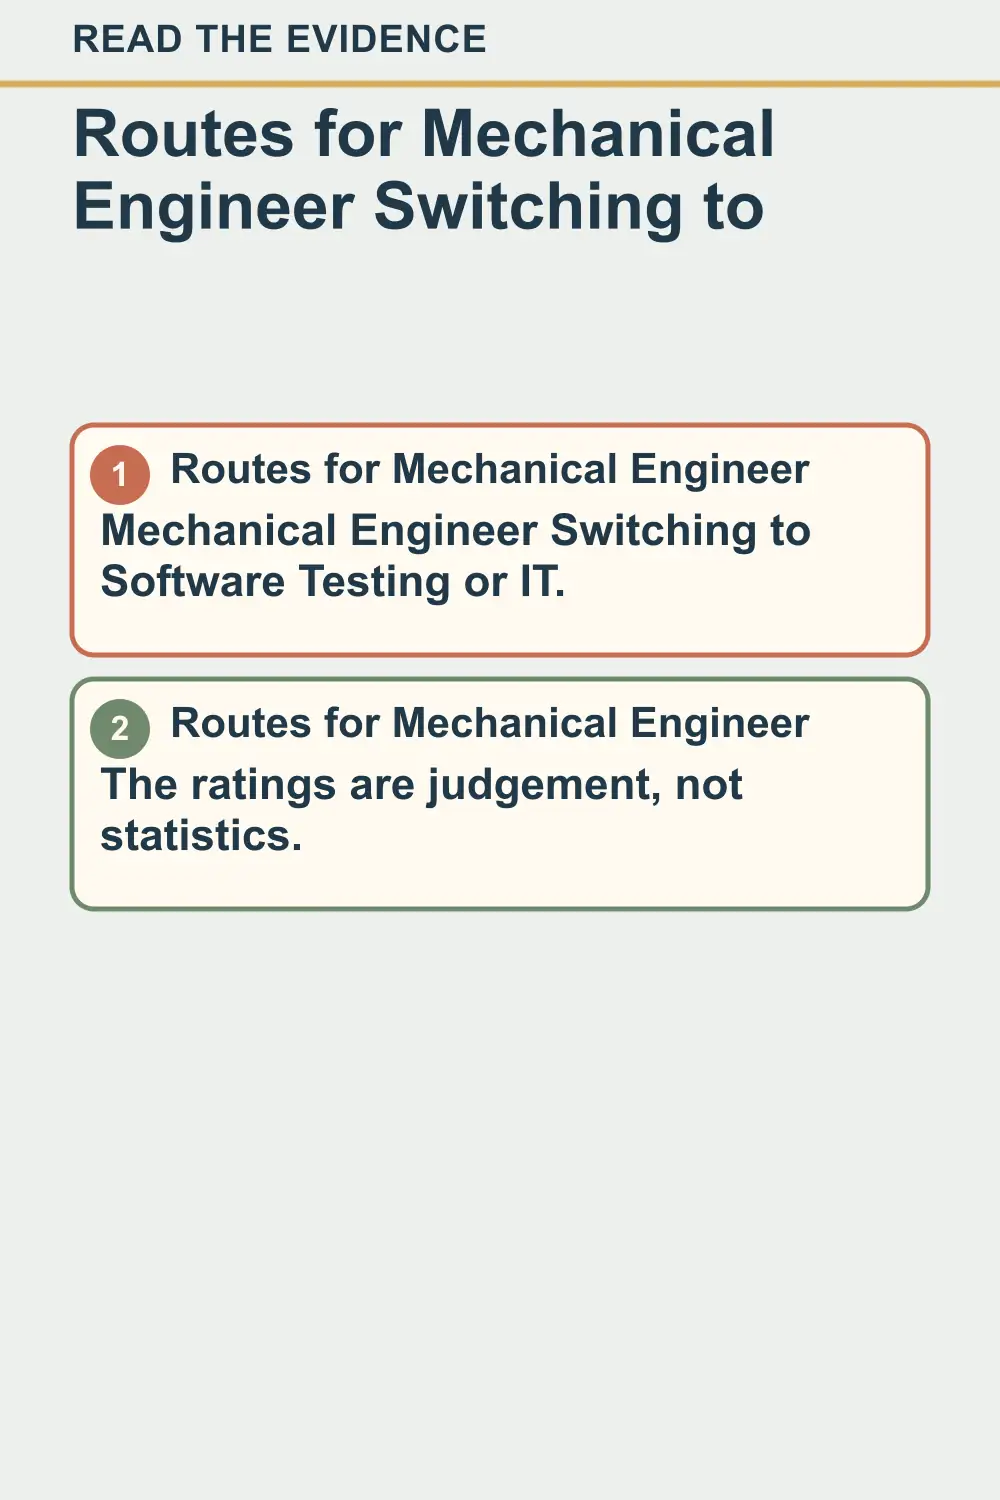 READ THE EVIDENCE
Routes for Mechanical
Engineer Switching to
1 Routes for Mechanical Engineer
Mechanical Engineer Switching to
Software Testing or IT.
2 Routes for Mechanical Engineer
The ratings are judgement, not
statistics.